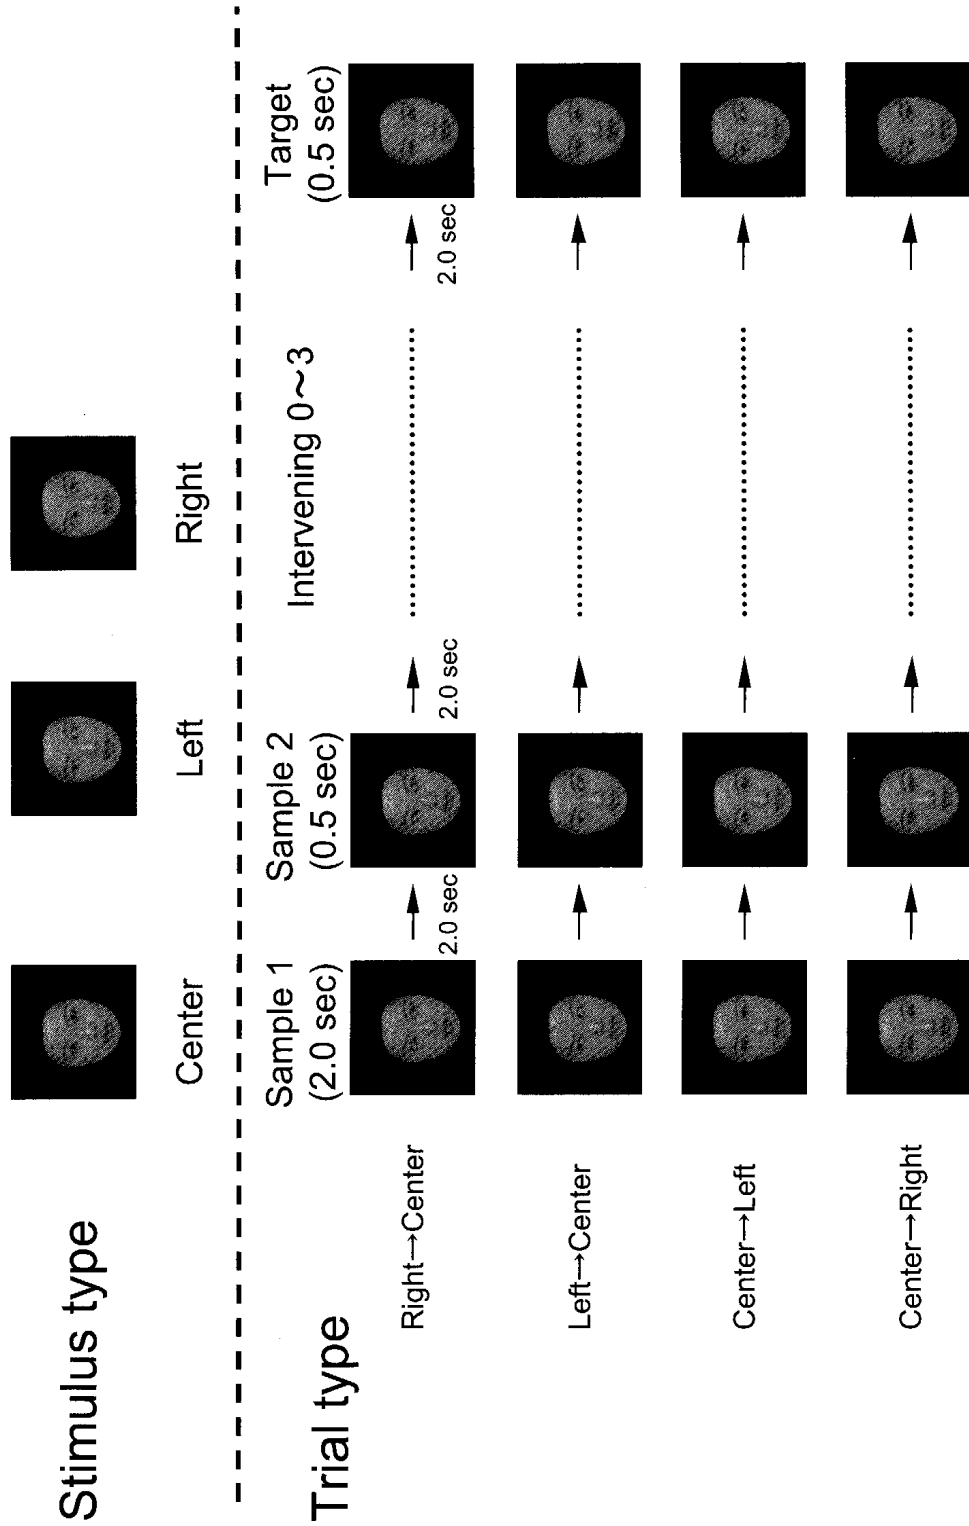 Stimulus type
Center
Left
Right
Trial type
Sample 1
(2.0 sec)
Sample 2
(0.5 sec)
Intervening 0~3
Target
(0.5 sec)
Right→Center
2.0 sec
2.0 sec
2.0 sec
Left→Center
Center→Left
Center→Right